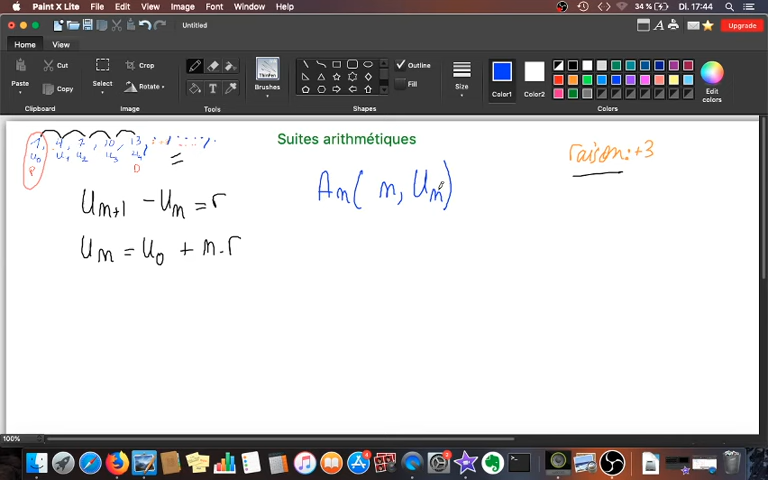 Paint X Lite File Edit View Image Font Window Help 34 % Di. 17:44
Untitled Upgrade
Home View
Paste Cut Copy Crop Rotate Brushes Outline Fill Size Color1 Color2 Edit colors
Clipboard Image Tools Shapes Colors
1, 4, 7, 10, 13,
Suites arithmétiques
raison: +3
U0 U1 U2 U3
P D
An( n, Un)
Un+1 - Un = r
Un = U0 + n.r
100%